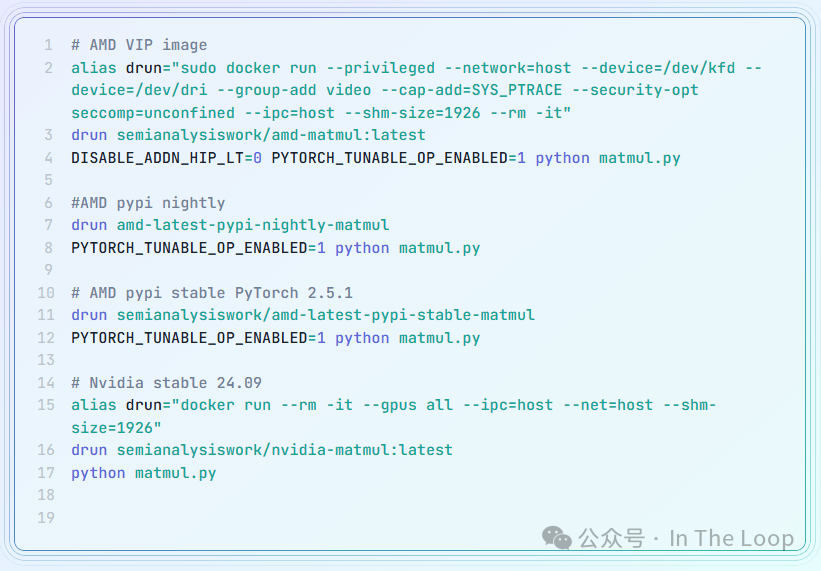 1 # AMD VIP image
2 alias drun="sudo docker run --privileged --network=host --device=/dev/kfd --
device=/dev/dri --group-add video --cap-add=SYS_PTRACE --security-opt
seccomp=unconfined --ipc=host --shm-size=1926 --rm -it"
3 drun semianalysiswork/amd-matmul:latest
4 DISABLE_ADDN_HIP_LT=0 PYTORCH_TUNABLE_OP_ENABLED=1 python matmul.py
5
6 #AMD pypi nightly
7 drun amd-latest-pypi-nightly-matmul
8 PYTORCH_TUNABLE_OP_ENABLED=1 python matmul.py
9
10 # AMD pypi stable PyTorch 2.5.1
11 drun semianalysiswork/amd-latest-pypi-stable-matmul
12 PYTORCH_TUNABLE_OP_ENABLED=1 python matmul.py
13
14 # Nvidia stable 24.09
15 alias drun="docker run --rm -it --gpus all --ipc=host --net=host --shm-
size=1926"
16 drun semianalysiswork/nvidia-matmul:latest
17 python matmul.py
18
19
公众号 · In The Loop